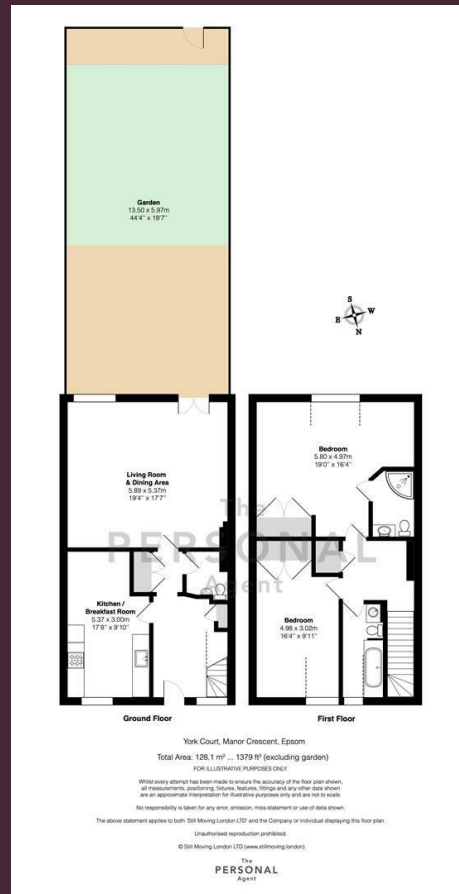 Garden
13.50 x 5.97m
44'4" x 19'7"
S
E W
N
Living Room
& Dining Area
5.89 x 5.37m
19'4" x 17'7"
Bedroom
5.80 x 4.97m
19'0" x 16'4"
The
PERSONAL
Agent
Kitchen /
Breakfast Room
5.37 x 3.00m
17'8" x 9'10"
Bedroom
4.98 x 3.02m
16'4" x 9'11"
Ground Floor
First Floor
York Court, Manor Crescent, Epsom
Total Area: 128.1 m² ... 1379 ft² (excluding garden)
FOR ILLUSTRATIVE PURPOSES ONLY.
Whilst every attempt has been made to ensure the accuracy of the floor plan shown,
all measurements, positioning, fixtures, features, fittings and any other data shown
are an approximate interpretation for illustrative purposes only and are not to scale.
No responsibility is taken for any error, omission, miss-statement or use of data shown.
The above statement applies to both 'Still Moving London LTD' and the Company or individual displaying this floor plan.
Unauthorised reproduction prohibited.
© Still Moving London LTD (www.stillmoving.london)
The
PERSONAL
Agent